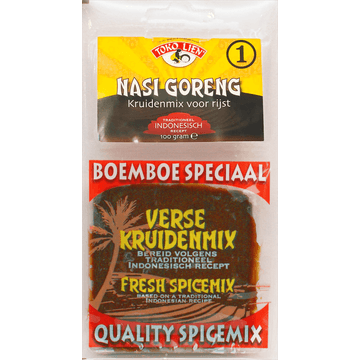 TOKO LIEN
1
NASI GORENG
Kruidenmix voor rijst
TRADITIONEEL
INDONESISCH
RECEPT
100 gram e
BOEMBOE SPECIAAL
VERSE
KRUIDENMIX
BEREID VOLGENS
TRADITIONEEL
INDONESISCH RECEPT
FRESH SPICEMIX
BASED ON A TRADITIONAL
INDONESIAN RECIPE
QUALITY SPICEMIX